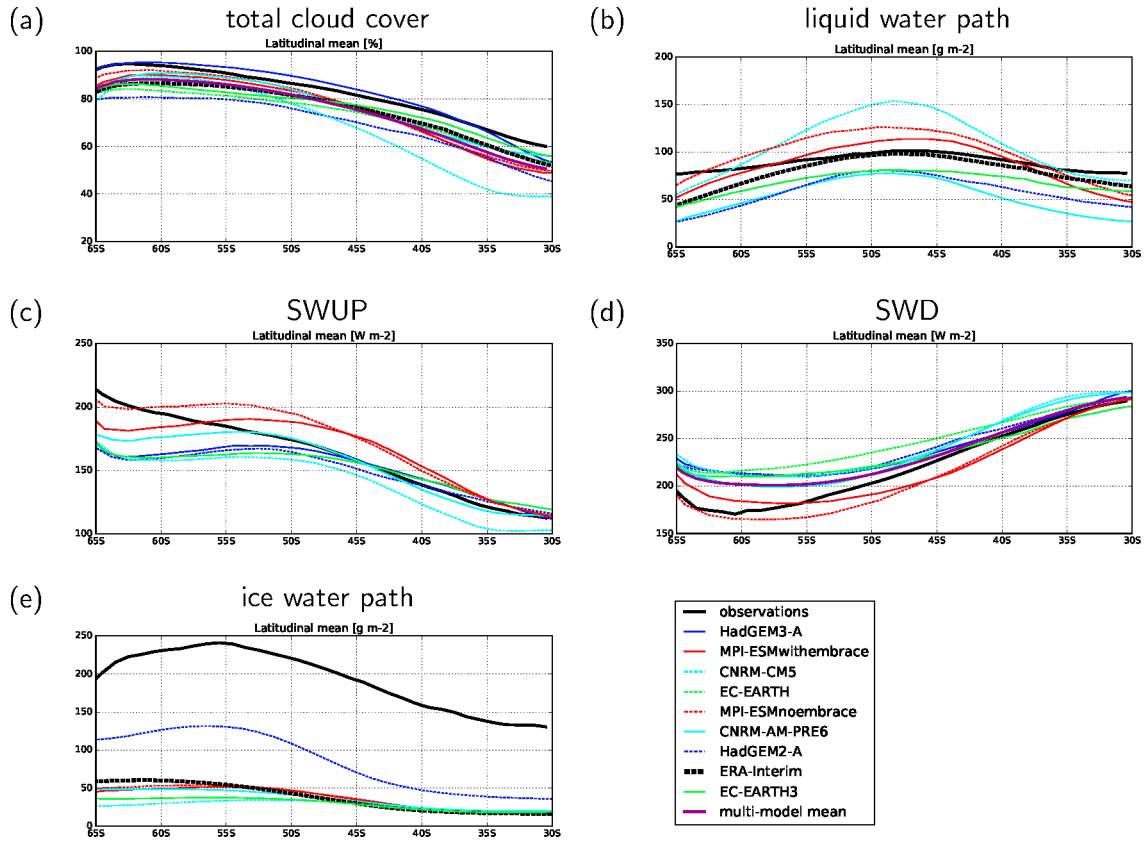 (a) total cloud cover
Latitudinal mean [%]
100
80
60
40
20
65S 60S 55S 50S 45S 40S 35S 30S
(b) liquid water path
Latitudinal mean [g m-2]
200
150
100
50
0
65S 60S 55S 50S 45S 40S 35S 30S
(c) SWUP
Latitudinal mean [W m-2]
250
200
150
100
65S 60S 55S 50S 45S 40S 35S 30S
(d) SWD
Latitudinal mean [W m-2]
350
300
250
200
150
65S 60S 55S 50S 45S 40S 35S 30S
(e) ice water path
Latitudinal mean [g m-2]
250
200
150
100
50
0
65S 60S 55S 50S 45S 40S 35S 30S
observations
HadGEM3-A
MPI-ESMwithembrace
CNRM-CM5
EC-EARTH
MPI-ESMnoembrace
CNRM-AM-PRE6
HadGEM2-A
ERA-Interim
EC-EARTH3
multi-model mean